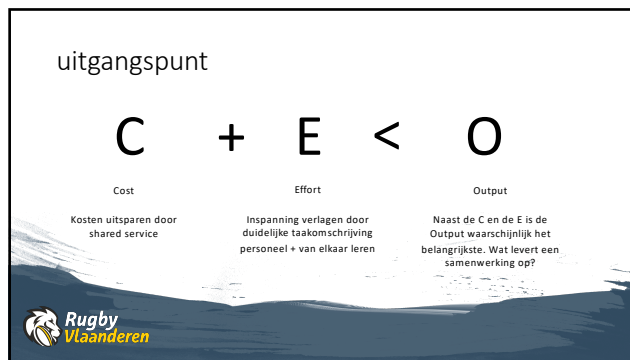 uitgangspunt
C + E < O
Cost
Effort
Output
Kosten uitsparen door
shared service
Inspanning verlagen door
duidelijke taakomschrijving
personeel + van elkaar leren
Naast de C en de E is de
Output waarschijnlijk het
belangrijkste. Wat levert een
samenwerking op?
Rugby
Vlaanderen